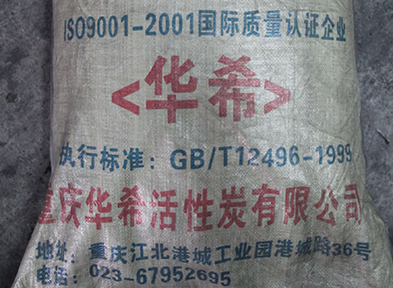 ISO9001-2001国际质量认证企业
<华希>
执行标准：GB/T12496-1999
重庆华希活性炭有限公司
地址：重庆江北港城工业园港城路36号
电话：023-67952695